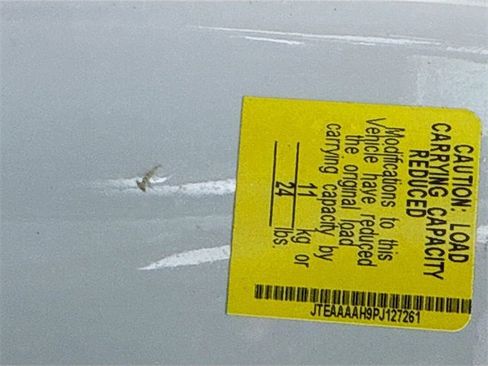 CAUTION: LOAD
CARRYING CAPACITY
REDUCED
Modifications to this
Vehicle have reduced
the original load
carrying capacity by
11 kg or
24 lbs.
JTEAAAAH9PJ127261